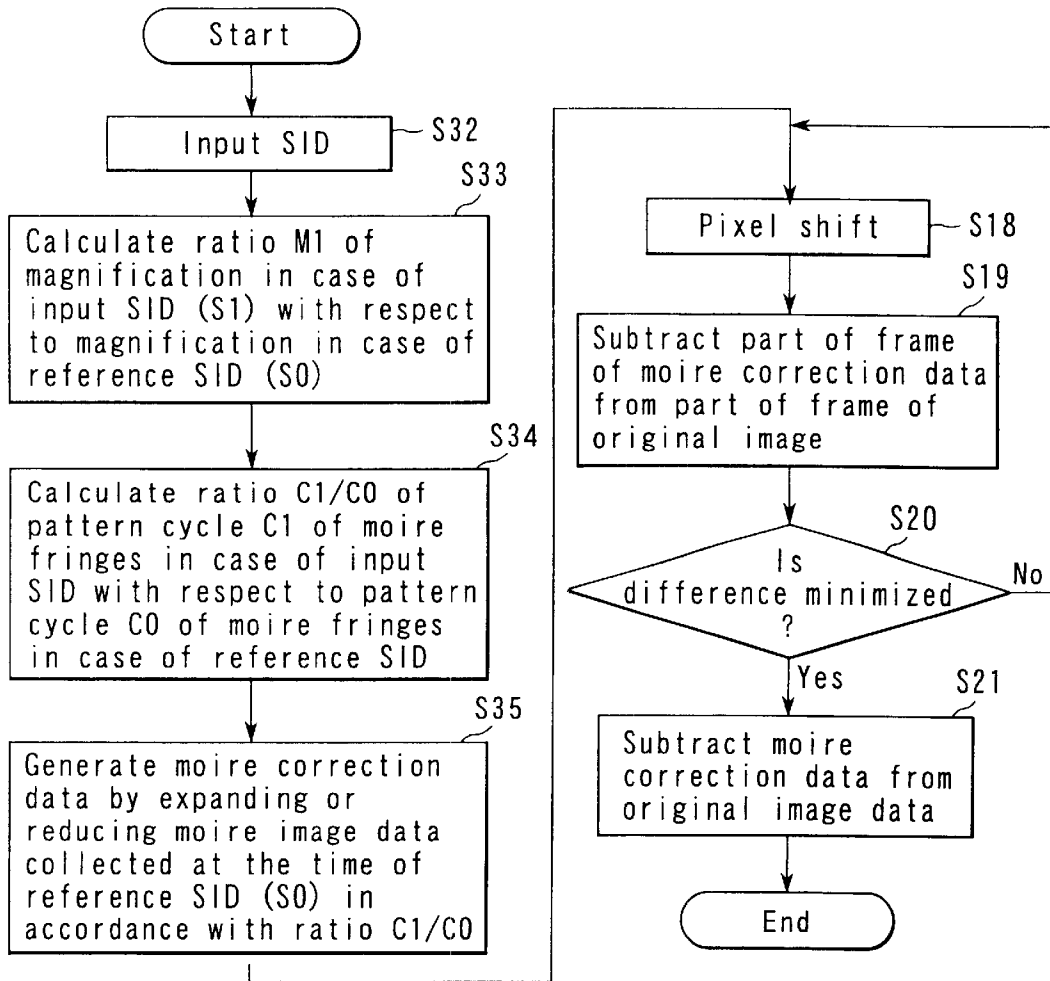 Start
Input SID
S32
S33
Calculate ratio M1 of
magnification in case of
input SID (S1) with respect
to magnification in case of
reference SID (S0)
S34
Calculate ratio C1/C0 of
pattern cycle C1 of moire
fringes in case of input
SID with respect to pattern
cycle C0 of moire fringes
in case of reference SID
S35
Generate moire correction
data by expanding or
reducing moire image data
collected at the time of
reference SID (S0) in
accordance with ratio C1/C0
Pixel shift
S18
S19
Subtract part of frame
of moire correction data
from part of frame of
original image
S20
Is
difference minimized
?
No
Yes
S21
Subtract moire
correction data from
original image data
End